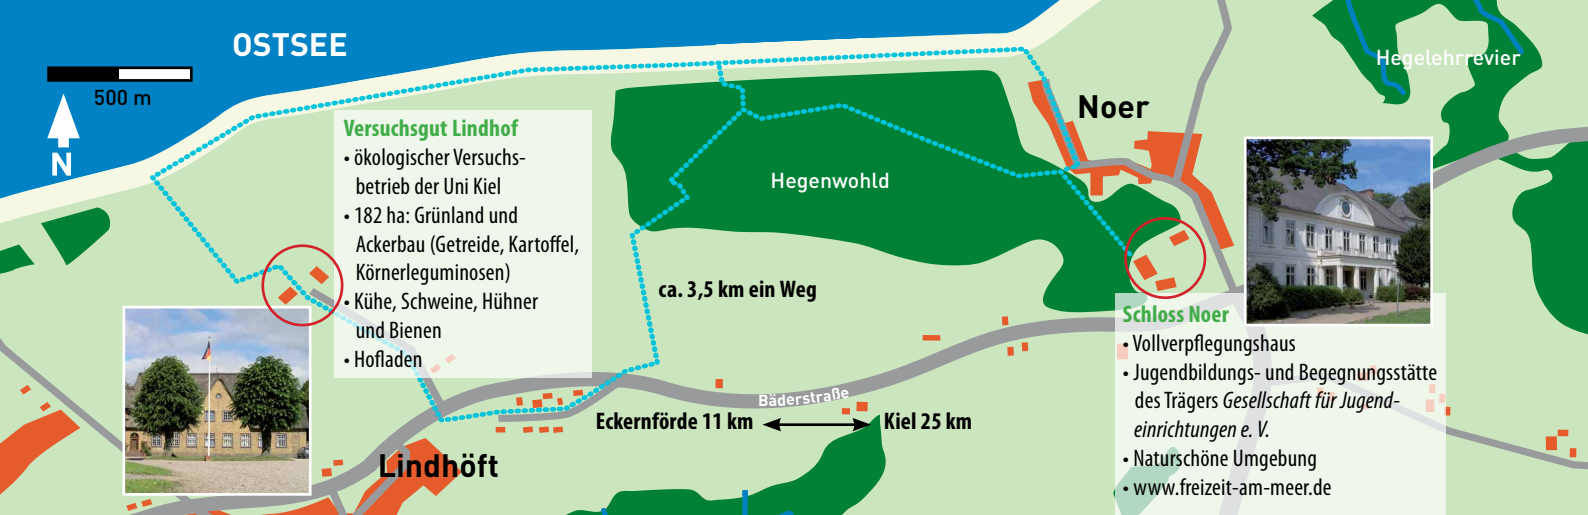 OSTSEE
500 m
N
Versuchsgut Lindhof
• ökologischer Versuchs-
betrieb der Uni Kiel
• 182 ha: Grünland und
Ackerbau (Getreide, Kartoffel,
Körnerleguminosen)
• Kühe, Schweine, Hühner
und Bienen
• Hofladen
Hegenwohld
Noer
Hegelehrrevier
ca. 3,5 km ein Weg
Bäderstraße
Eckernförde 11 km
Kiel 25 km
Lindhöft
Schloss Noer
• Vollverpflegungshaus
• Jugendbildungs- und Begegnungsstätte
des Trägers Gesellschaft für Jugend-
einrichtungen e. V.
• Naturschöne Umgebung
• www.freizeit-am-meer.de